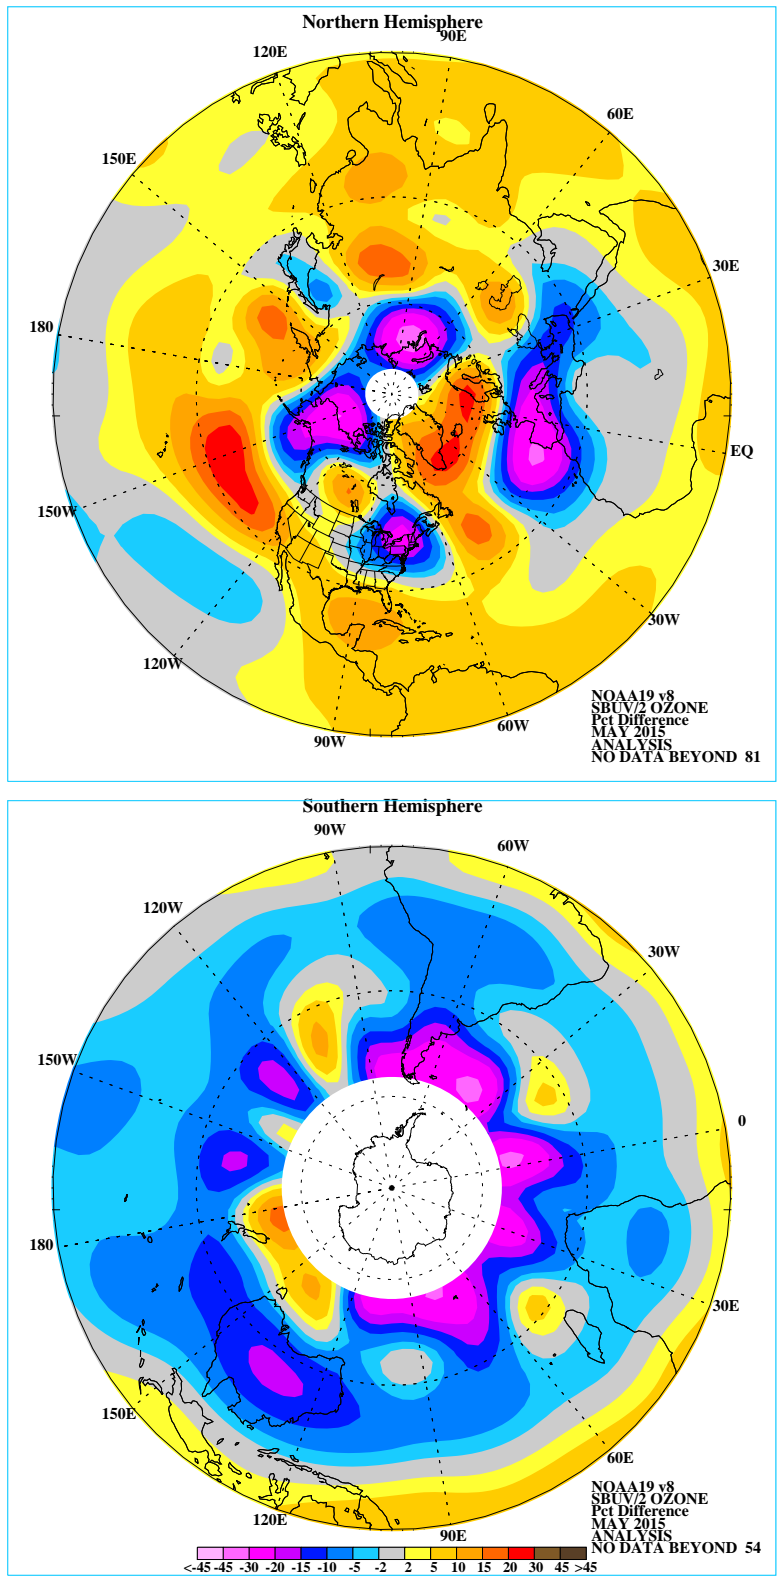 Northern Hemisphere
90E
120E
60E
150E
30E
180
EQ
150W
30W
120W
60W
90W
NOAA19 v8
SBUV/2 OZONE
Pct Difference
MAY 2015
ANALYSIS
NO DATA BEYOND 81
Southern Hemisphere
90W
60W
120W
30W
150W
0
180
30E
150E
60E
120E
90E
NOAA19 v8
SBUV/2 OZONE
Pct Difference
MAY 2015
ANALYSIS
NO DATA BEYOND 54
<-45 -45 -30 -20 -15 -10 -5 -2 2 5 10 15 20 30 45 >45